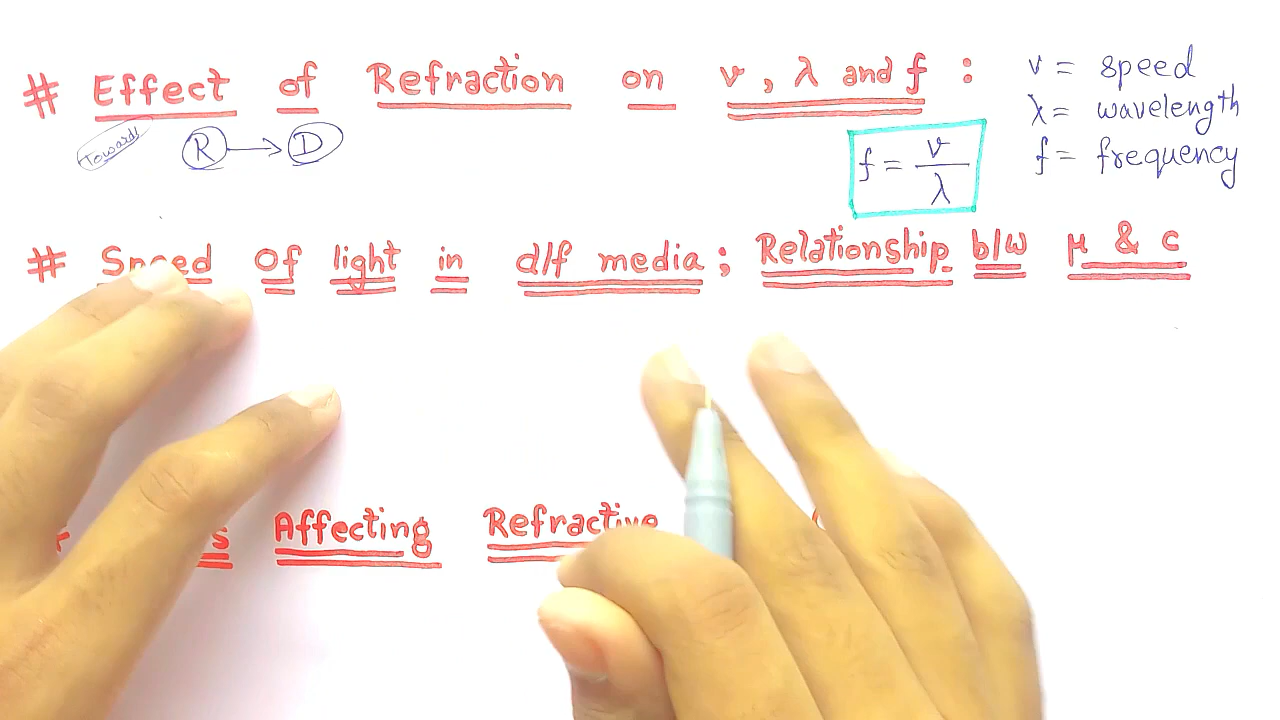 # Effect of Refraction on v, λ and f :
v = speed
λ = wavelength
f = frequency
Towards R → D
f = v / λ
# Speed Of light in d/f media; Relationship b/w μ & c
Affecting Refractive